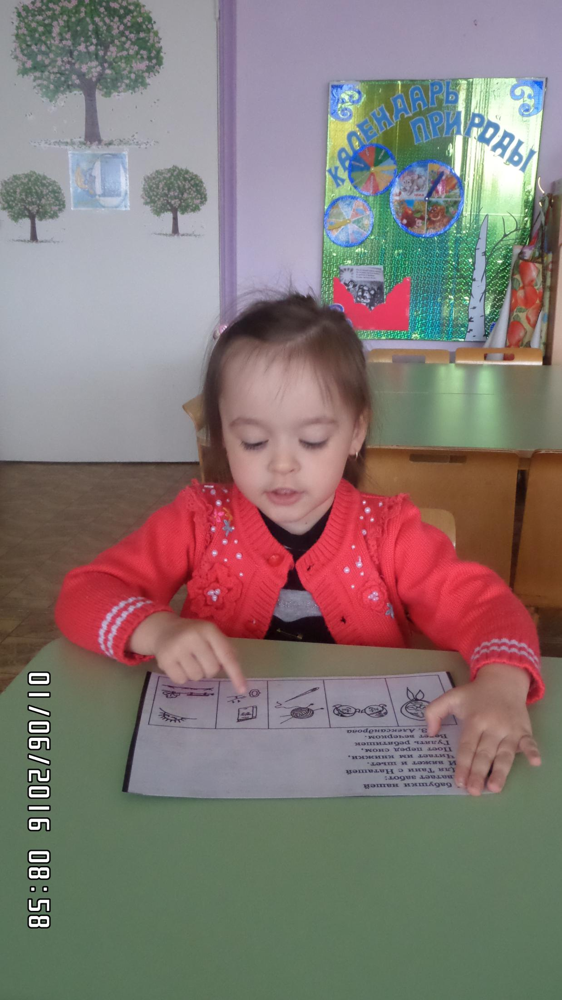 КАЛЕНДАРЬ
ПРИРОДЫ
ЗИМА
бабушки нашей
ватает забот:
Для Тани с Наташей
И вяжет и шьет.
Читает им книжки,
Поет перед сном,
Гулять ребятишек
Ведет вечерком.
З. Александрова
01/06/2016 08:58